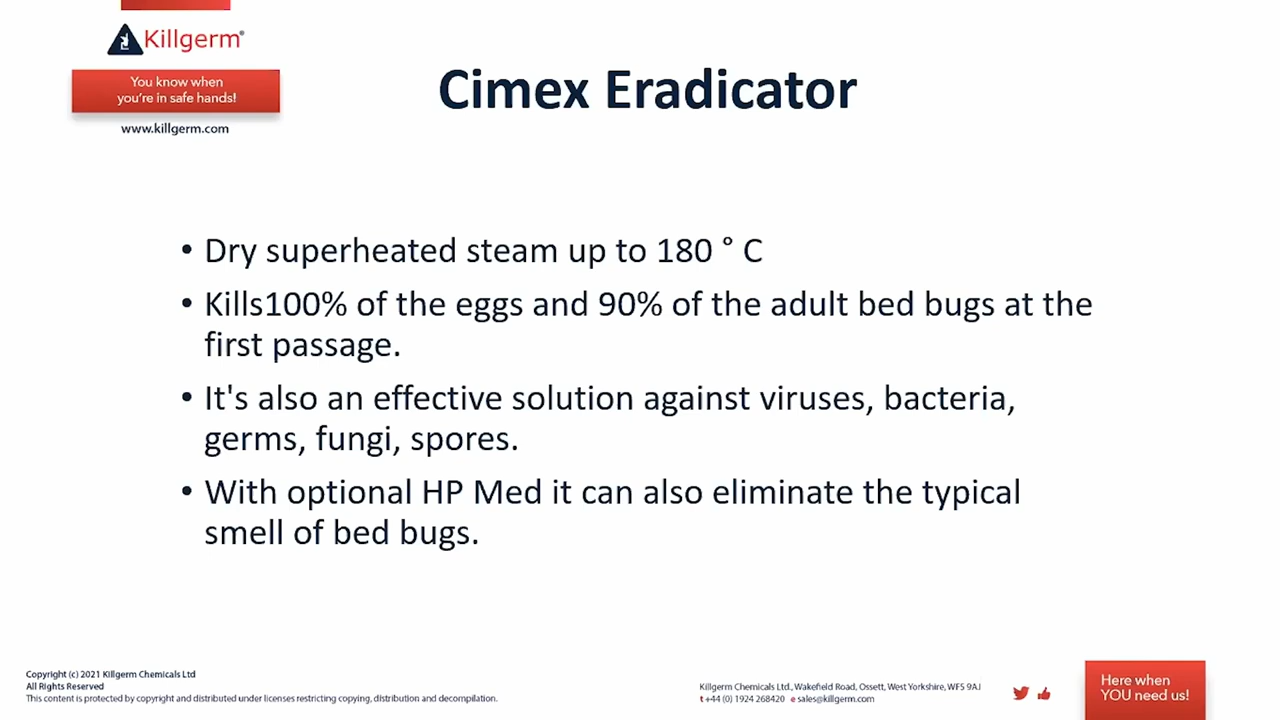 Killgerm®
You know when
you're in safe hands!
www.killgerm.com
Cimex Eradicator
• Dry superheated steam up to 180 ° C
• Kills100% of the eggs and 90% of the adult bed bugs at the
first passage.
• It's also an effective solution against viruses, bacteria,
germs, fungi, spores.
• With optional HP Med it can also eliminate the typical
smell of bed bugs.
Copyright (c) 2021 Killgerm Chemicals Ltd
All Rights Reserved
This content is protected by copyright and distributed under licenses restricting copying, distribution and decompilation.
Killgerm Chemicals Ltd., Wakefield Road, Ossett, West Yorkshire, WF5 9AJ
t +44 (0) 1924 268420 e sales@killgerm.com
Here when
YOU need us!